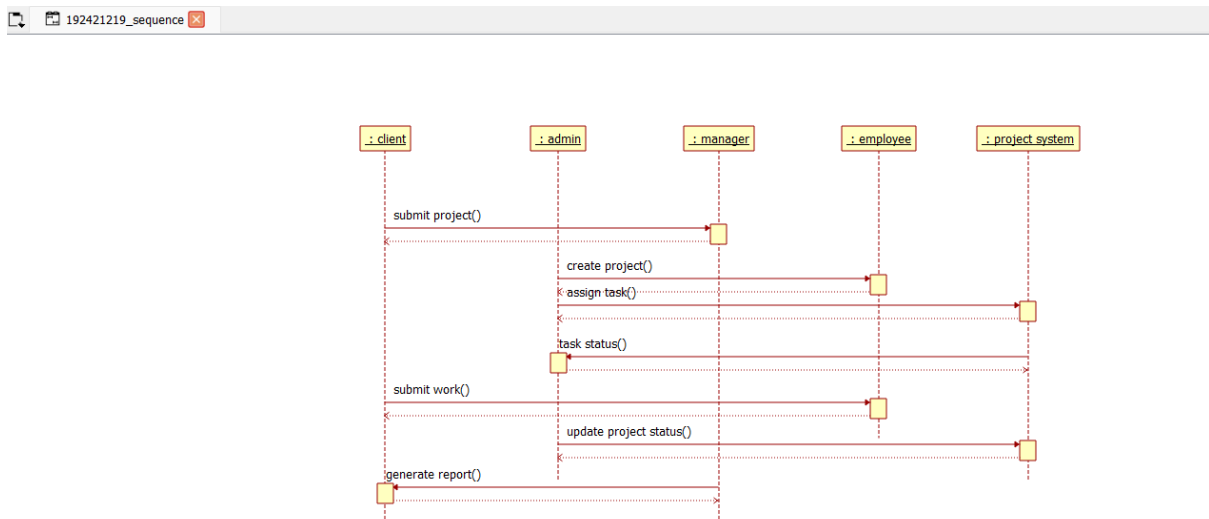 192421219_sequence
: client
: admin
: manager
: employee
: project system
submit project()
create project()
assign task()
task status()
submit work()
update project status()
generate report()